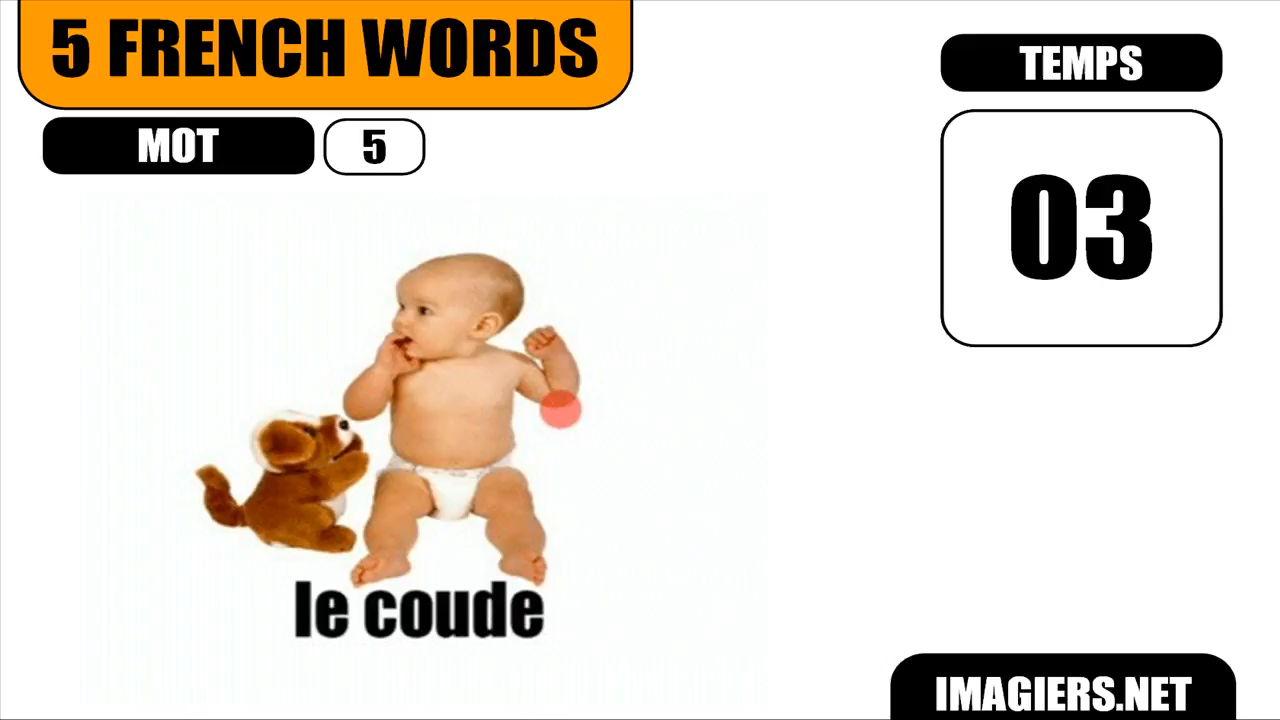 5 FRENCH WORDS
TEMPS
MOT
5
03
le coude
IMAGIERS.NET